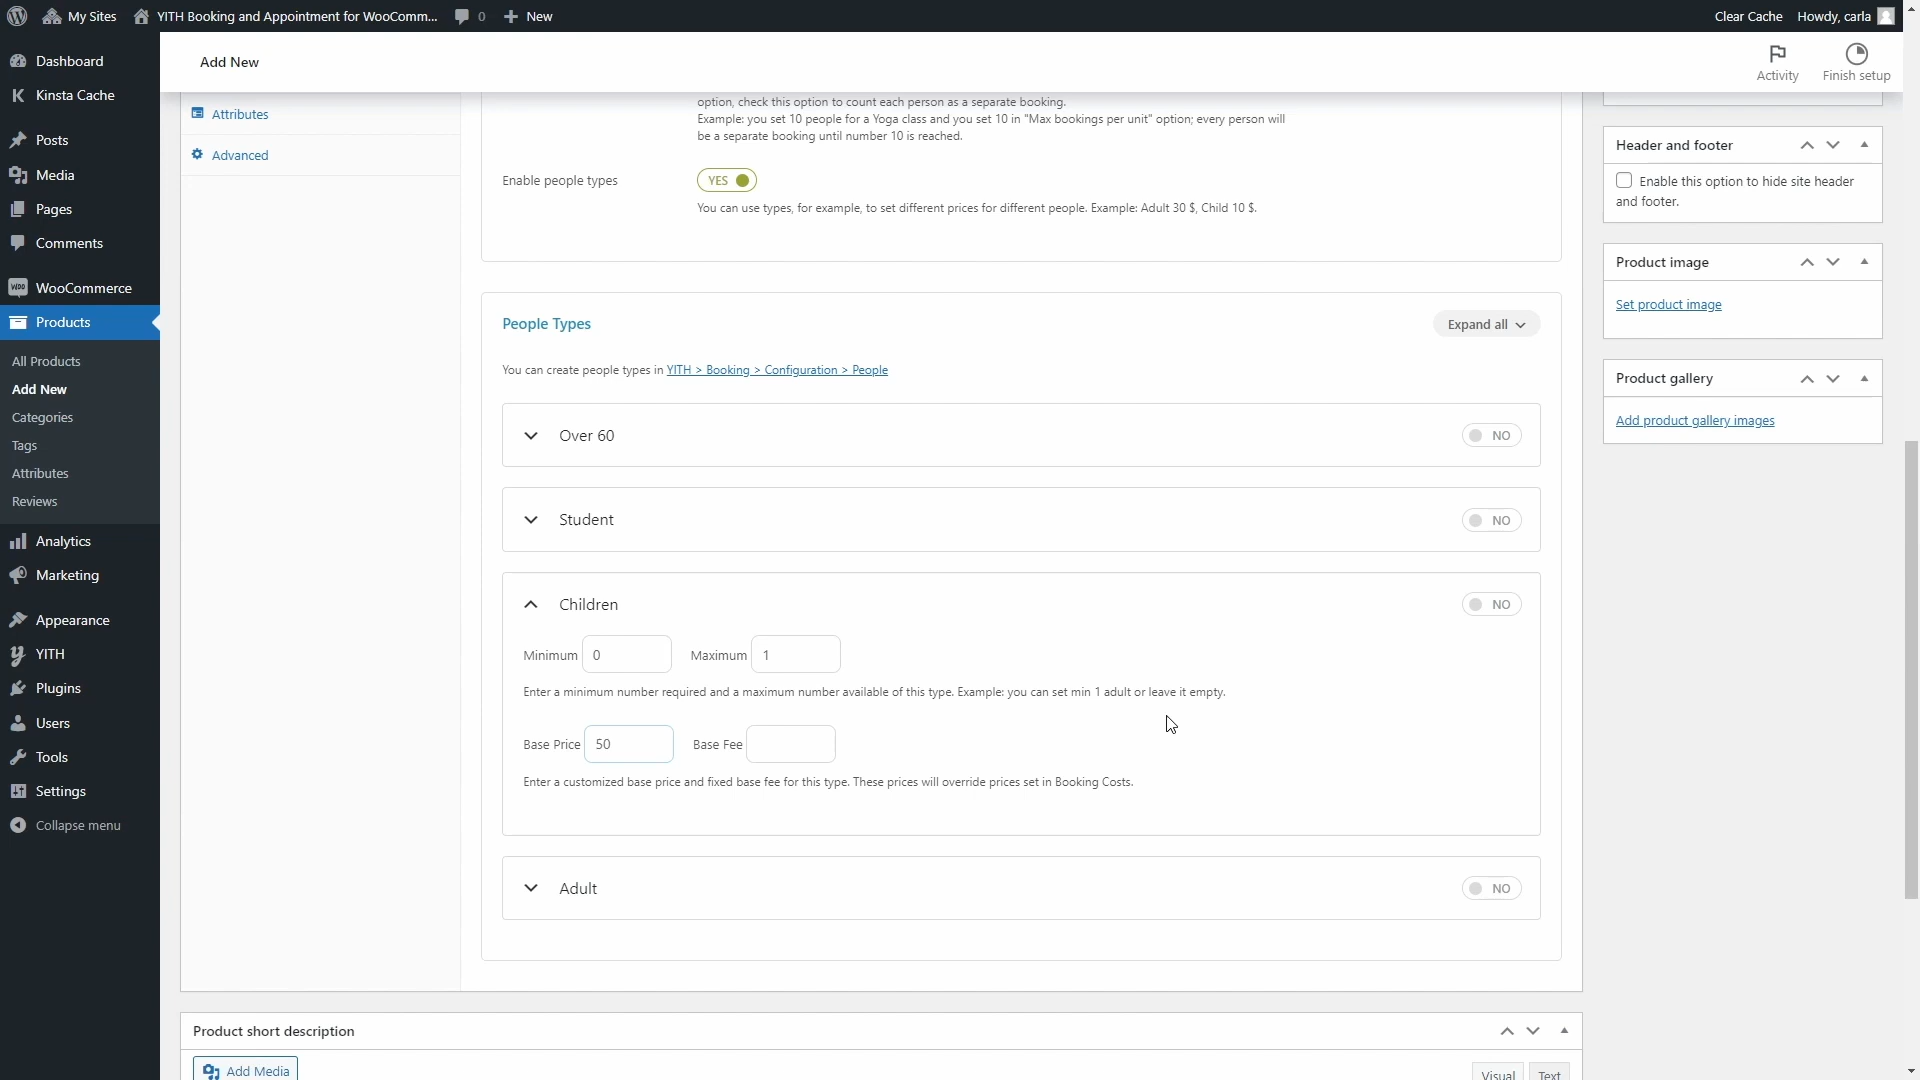 My Sites
YITH Booking and Appointment for WooComm...
0
New
Clear Cache
Howdy, carla
Add New
Activity
Finish setup
Dashboard
Kinsta Cache
Posts
Media
Pages
Comments
WooCommerce
Products
All Products
Add New
Categories
Tags
Attributes
Reviews
Analytics
Marketing
Appearance
YITH
Plugins
Users
Tools
Settings
Collapse menu
Attributes
Advanced
option, check this option to count each person as a separate booking.
Example: you set 10 people for a Yoga class and you set 10 in "Max bookings per unit" option; every person will
be a separate booking until number 10 is reached.
Enable people types
YES
You can use types, for example, to set different prices for different people. Example: Adult 30 $, Child 10 $.
People Types
Expand all
You can create people types in YITH > Booking > Configuration > People
Over 60
NO
Student
NO
Children
NO
Minimum 0
Maximum 1
Enter a minimum number required and a maximum number available of this type. Example: you can set min 1 adult or leave it empty.
Base Price 50
Base Fee
Enter a customized base price and fixed base fee for this type. These prices will override prices set in Booking Costs.
Adult
NO
Product short description
Add Media
Visual
Text
Header and footer
Enable this option to hide site header
and footer.
Product image
Set product image
Product gallery
Add product gallery images